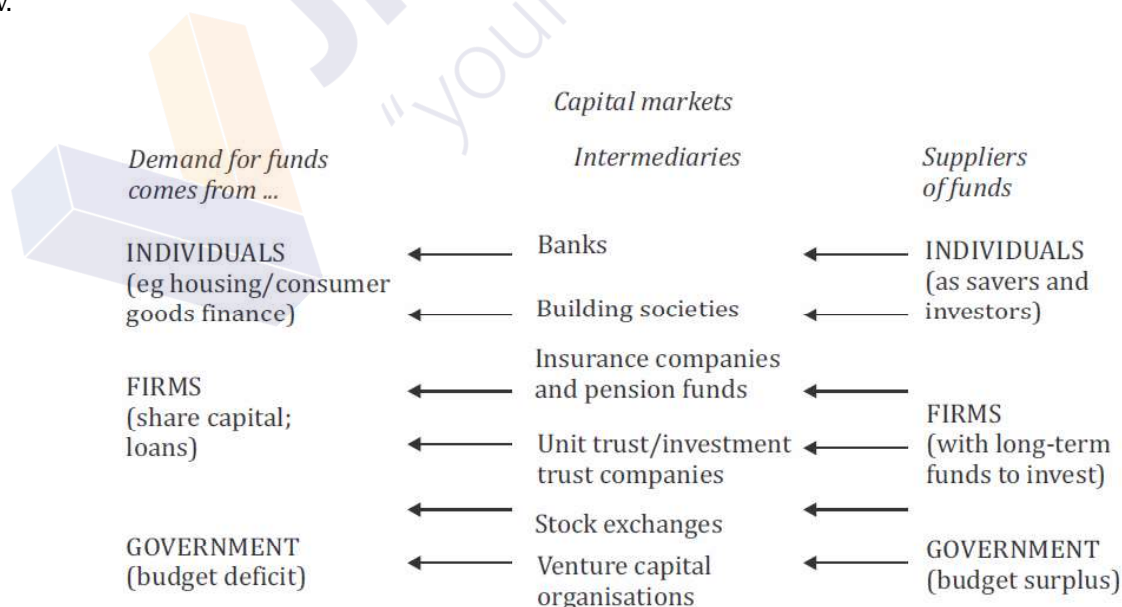 Capital markets
Demand for funds
comes from ...
Intermediaries
Suppliers
of funds
INDIVIDUALS
(eg housing/consumer
goods finance)
FIRMS
(share capital;
loans)
GOVERNMENT
(budget deficit)
Banks
Building societies
Insurance companies
and pension funds
Unit trust/investment
trust companies
Stock exchanges
Venture capital
organisations
INDIVIDUALS
(as savers and
investors)
FIRMS
(with long-term
funds to invest)
GOVERNMENT
(budget surplus)